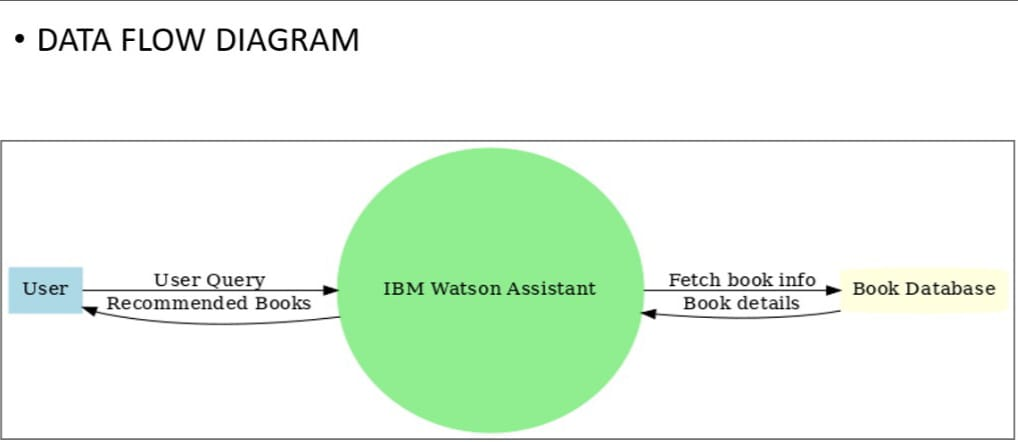 • DATA FLOW DIAGRAM
User
User Query
Recommended Books
IBM Watson Assistant
Fetch book info
Book details
Book Database